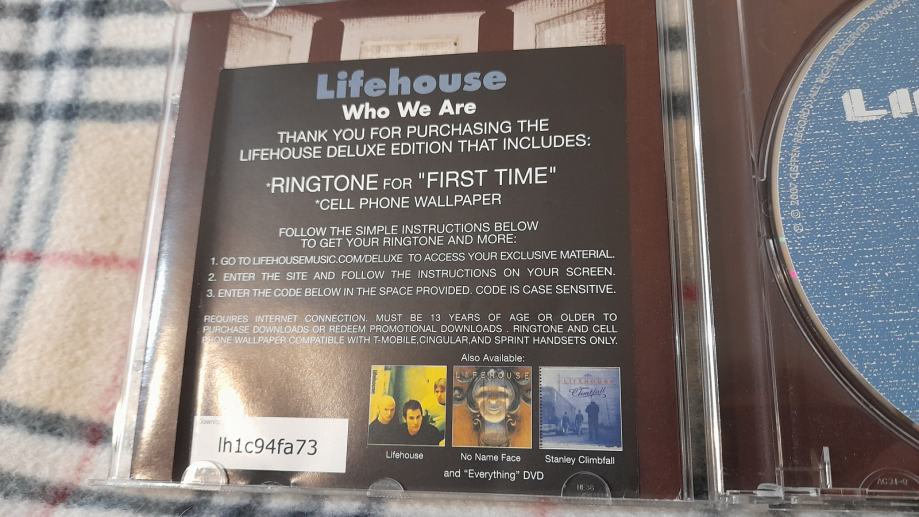 Lifehouse
Who We Are
THANK YOU FOR PURCHASING THE
LIFEHOUSE DELUXE EDITION THAT INCLUDES:
*RINGTONE FOR "FIRST TIME"
*CELL PHONE WALLPAPER
FOLLOW THE SIMPLE INSTRUCTIONS BELOW
TO GET YOUR RINGTONE AND MORE:
1. GO TO LIFEHOUSEMUSIC.COM/DELUXE TO ACCESS YOUR EXCLUSIVE MATERIAL.
2. ENTER THE SITE AND FOLLOW THE INSTRUCTIONS ON YOUR SCREEN.
3. ENTER THE CODE BELOW IN THE SPACE PROVIDED. CODE IS CASE SENSITIVE.
REQUIRES INTERNET CONNECTION. MUST BE 13 YEARS OF AGE OR OLDER TO
PURCHASE DOWNLOADS OR REDEEM PROMOTIONAL DOWNLOADS . RINGTONE AND CELL
PHONE WALLPAPER COMPATIBLE WITH T-MOBILE,CINGULAR,AND SPRINT HANDSETS ONLY.
Also Available:
LIFEHOUSE
LIFEHOUSE
Lifehouse
No Name Face
Stanley Climbfall
and "Everything" DVD
lh1c94fa73
LI
℗ © 2007 GEFFEN RECORDS